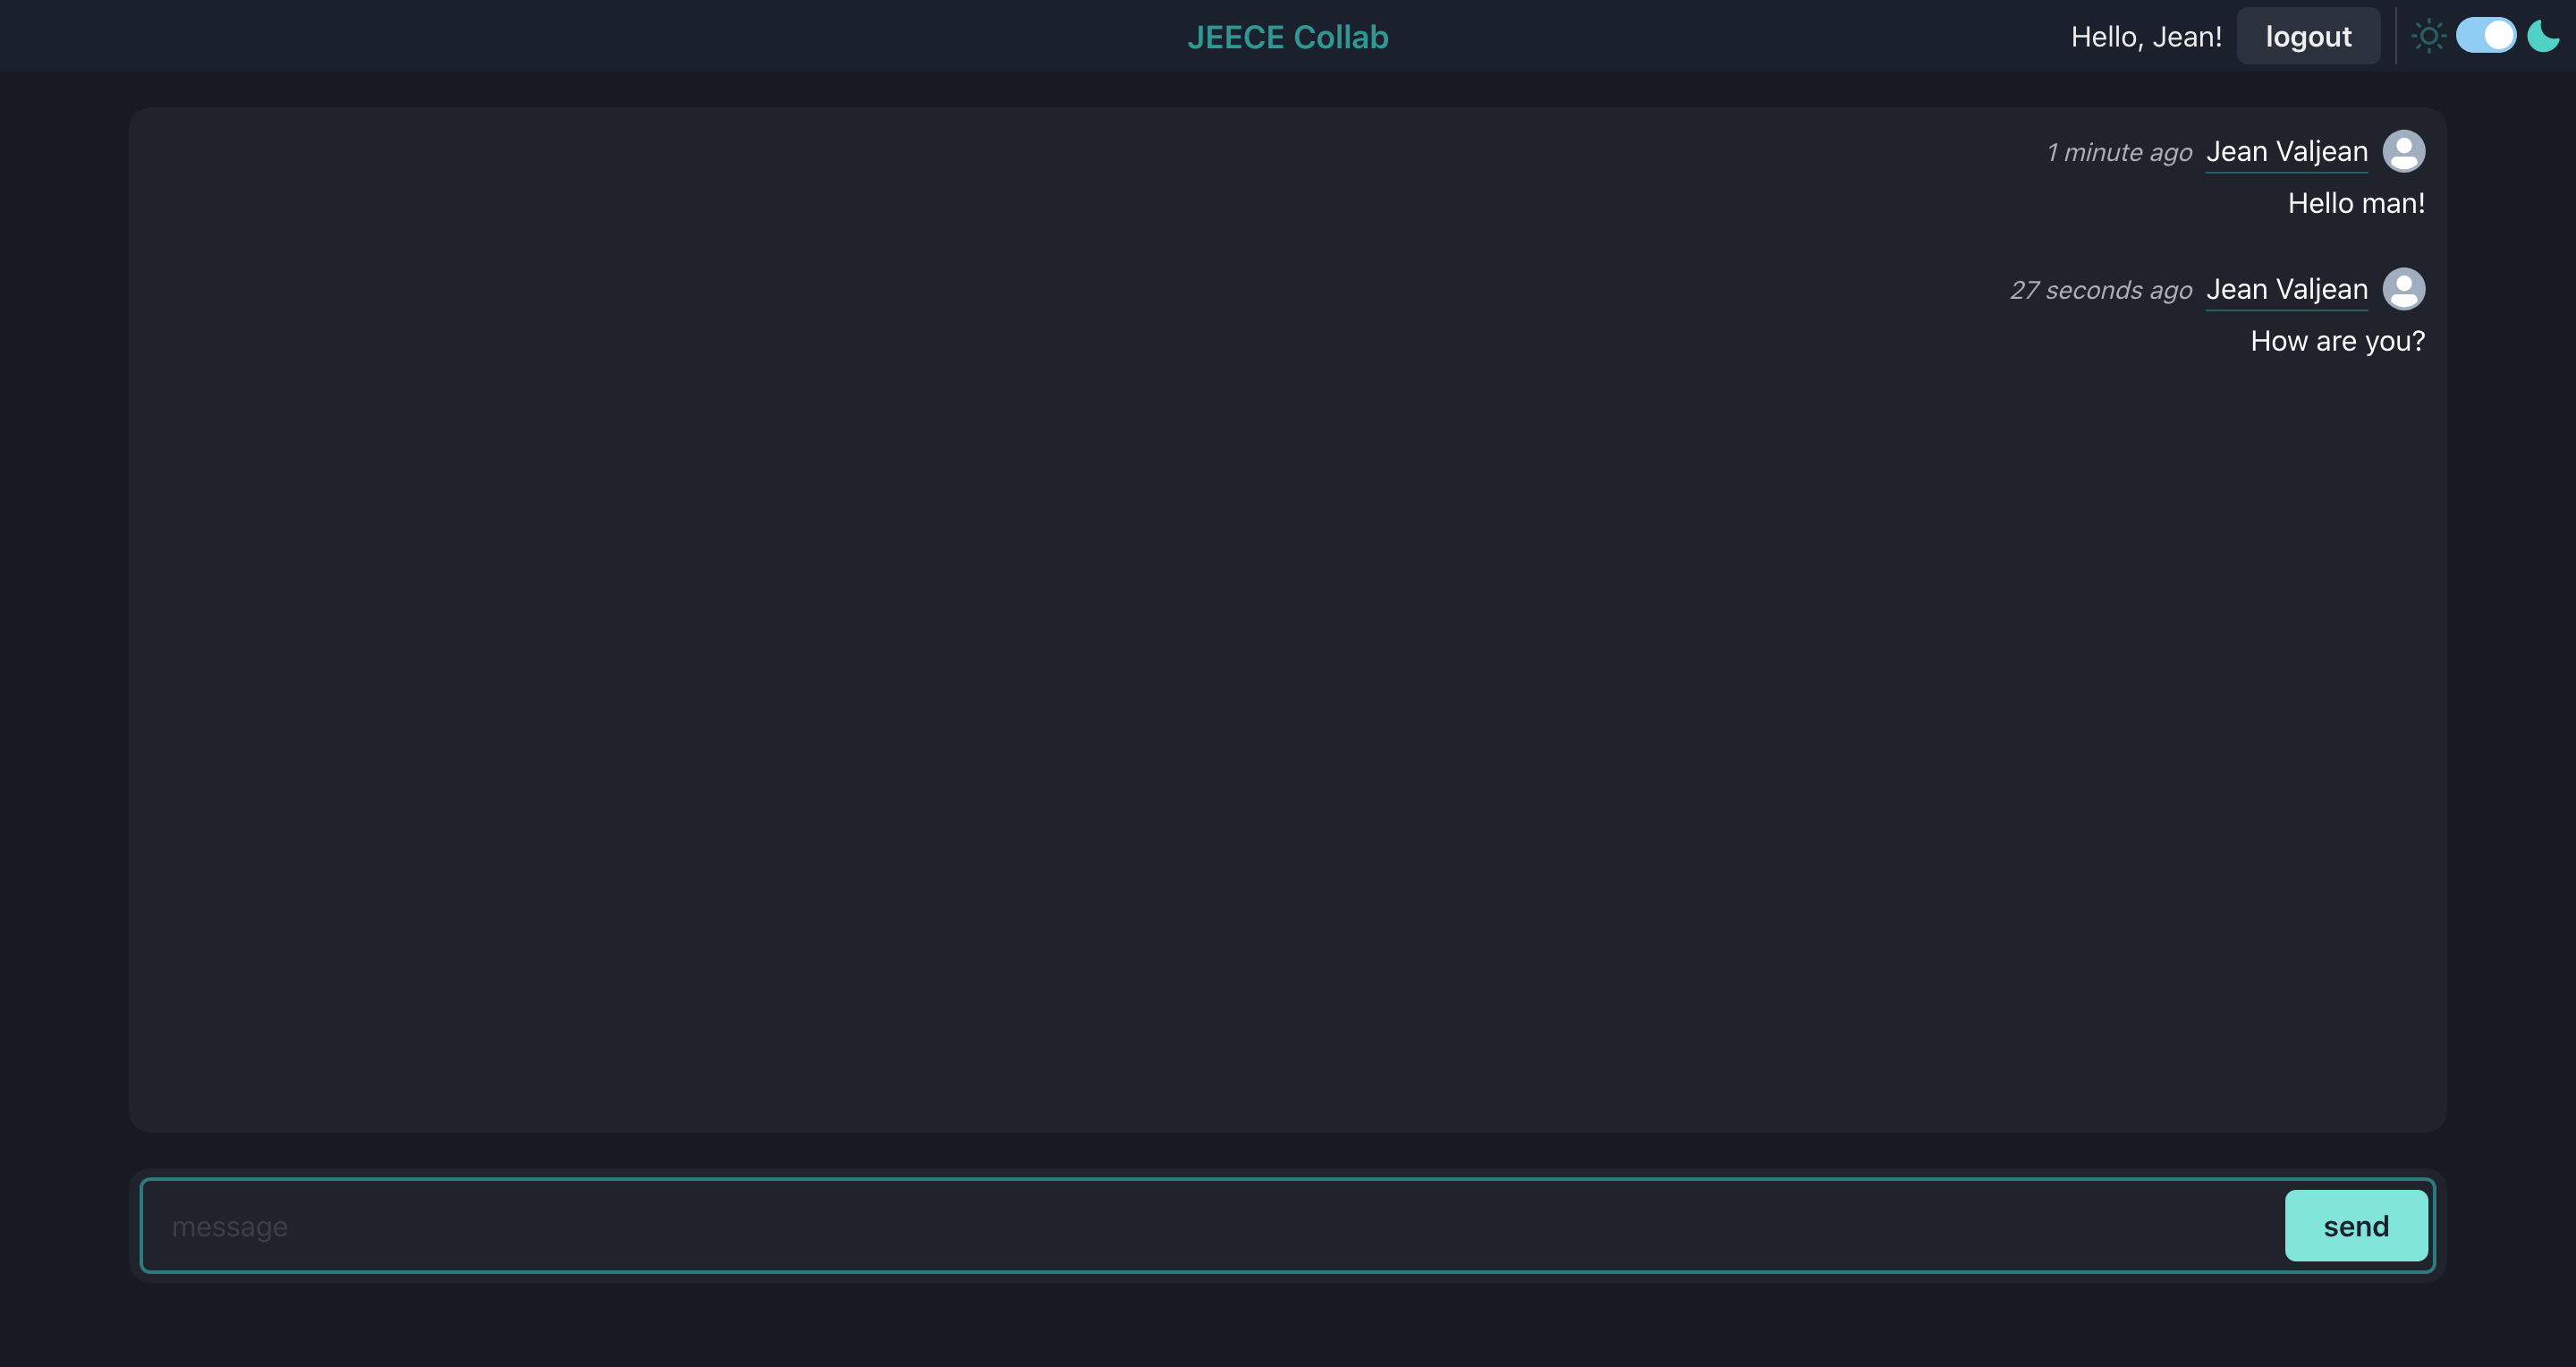 JEECE Collab
Hello, Jean! logout
1 minute ago Jean Valjean
Hello man!
27 seconds ago Jean Valjean
How are you?
message
send